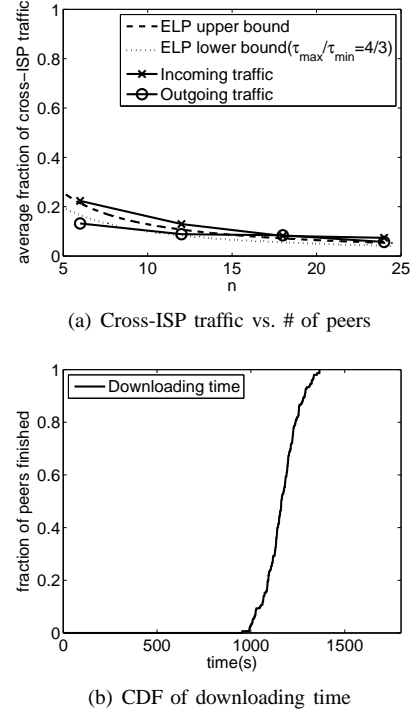 ELP upper bound
ELP lower bound(τmax/τmin=4/3)
Incoming traffic
Outgoing traffic
average fraction of cross−ISP traffic
1
0.8
0.6
0.4
0.2
0
5
10
15
20
25
n
(a) Cross-ISP traffic vs. # of peers
Downloading time
fraction of peers finished
1
0.8
0.6
0.4
0.2
0
0
500
1000
1500
time(s)
(b) CDF of downloading time